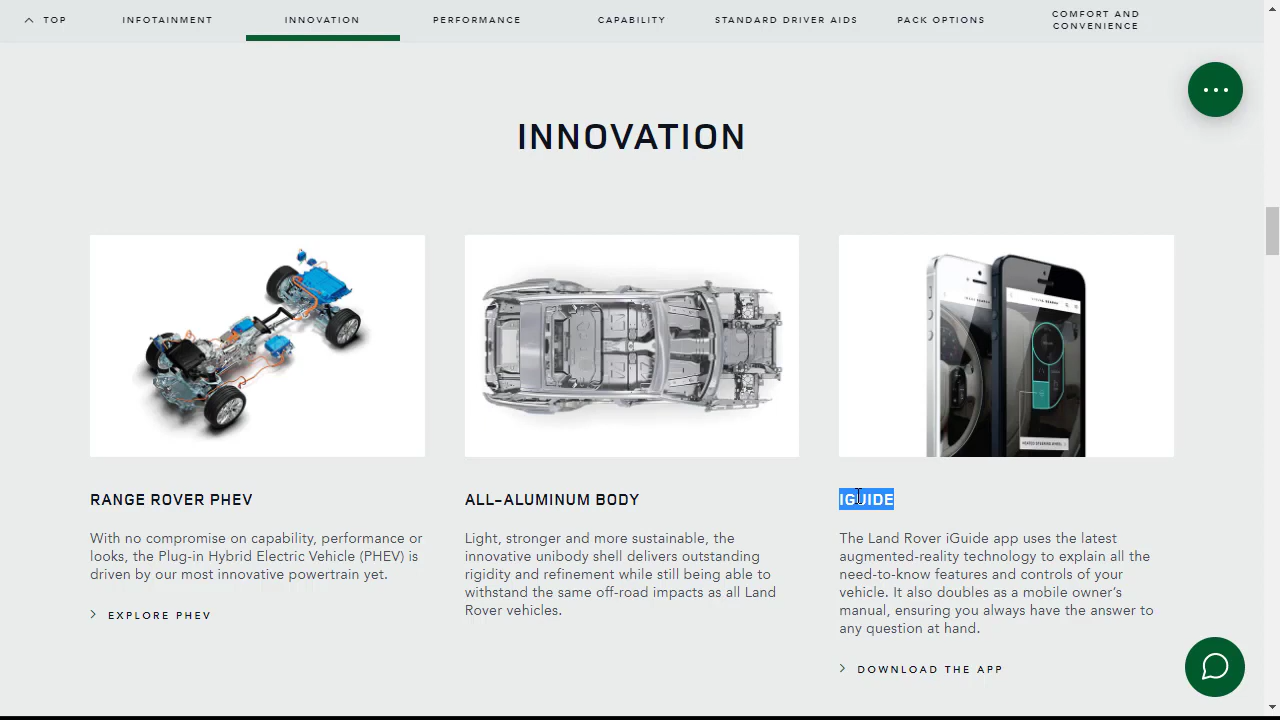 TOP
INFOTAINMENT
INNOVATION
PERFORMANCE
CAPABILITY
STANDARD DRIVER AIDS
PACK OPTIONS
COMFORT AND
CONVENIENCE
INNOVATION
RANGE ROVER PHEV
With no compromise on capability, performance or
looks, the Plug-in Hybrid Electric Vehicle (PHEV) is
driven by our most innovative powertrain yet.
EXPLORE PHEV
ALL-ALUMINUM BODY
Light, stronger and more sustainable, the
innovative unibody shell delivers outstanding
rigidity and refinement while still being able to
withstand the same off-road impacts as all Land
Rover vehicles.
IGUIDE
The Land Rover iGuide app uses the latest
augmented-reality technology to explain all the
need-to-know features and controls of your
vehicle. It also doubles as a mobile owner's
manual, ensuring you always have the answer to
any question at hand.
DOWNLOAD THE APP